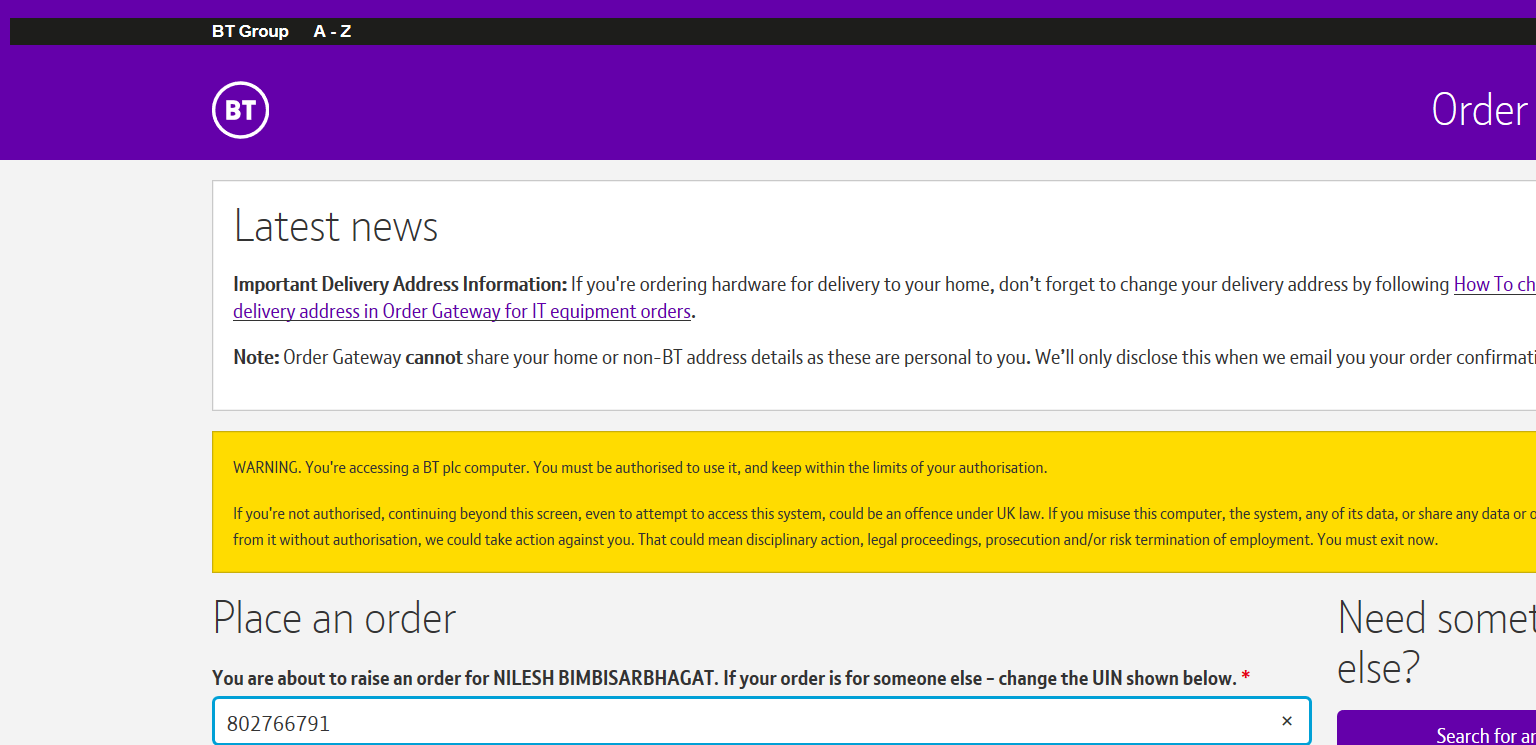 BT Group A - Z
BT
Order
Latest news
Important Delivery Address Information: If you're ordering hardware for delivery to your home, don’t forget to change your delivery address by following How To ch
delivery address in Order Gateway for IT equipment orders.
Note: Order Gateway cannot share your home or non-BT address details as these are personal to you. We’ll only disclose this when we email you your order confirmati
WARNING. You're accessing a BT plc computer. You must be authorised to use it, and keep within the limits of your authorisation.
If you're not authorised, continuing beyond this screen, even to attempt to access this system, could be an offence under UK law. If you misuse this computer, the system, any of its data, or share any data or o
from it without authorisation, we could take action against you. That could mean disciplinary action, legal proceedings, prosecution and/or risk termination of employment. You must exit now.
Place an order
You are about to raise an order for NILESH BIMBISARBHAGAT. If your order is for someone else – change the UIN shown below. *
802766791 ×
Need somet
else?
Search for an